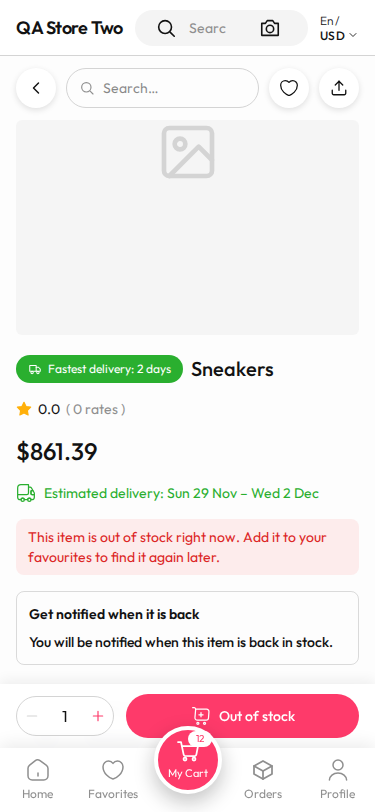 QA Store Two
Searc
En /
USD
Search...
Fastest delivery: 2 days
Sneakers
0.0 ( 0 rates )
$861.39
Estimated delivery: Sun 29 Nov – Wed 2 Dec
This item is out of stock right now. Add it to your
favourites to find it again later.
Get notified when it is back
You will be notified when this item is back in stock.
1
Out of stock
12
My Cart
Home
Favorites
Orders
Profile